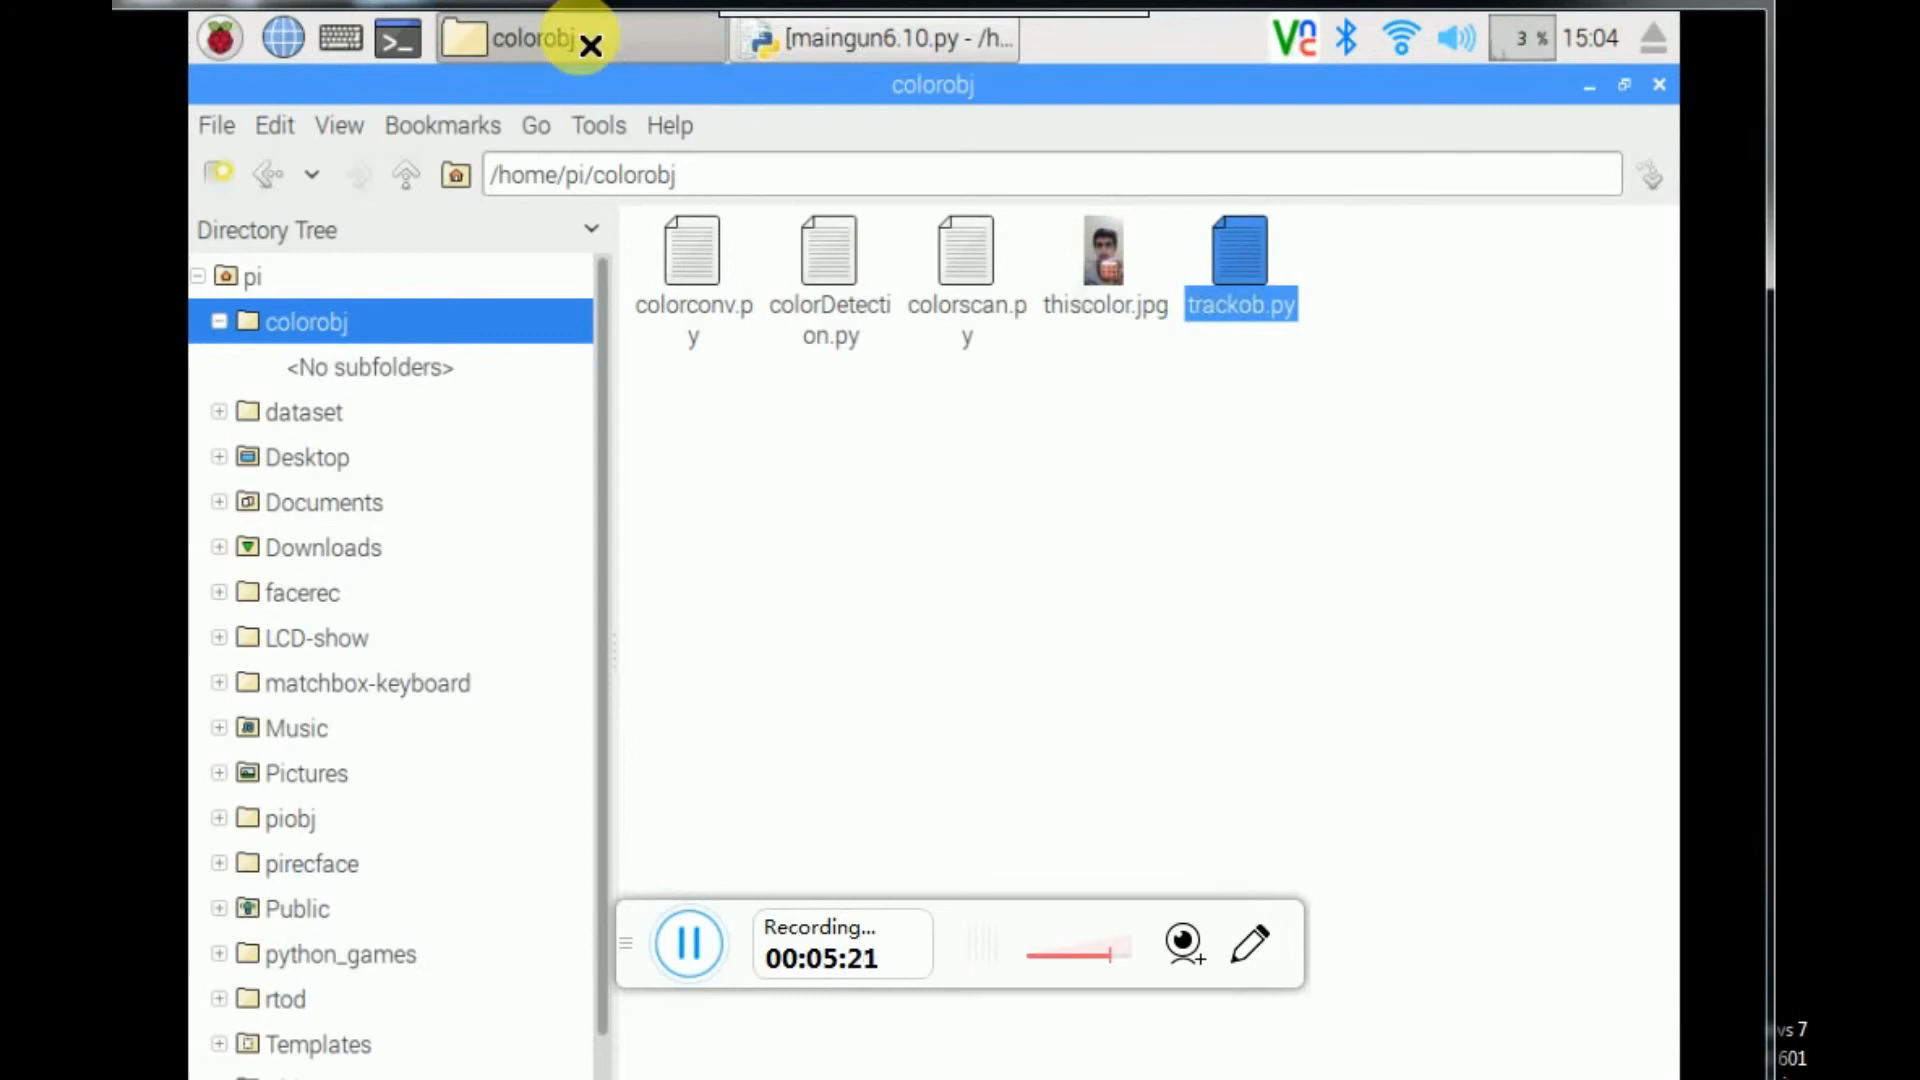 colorobj
[maingun6.10.py - /h...
3 %
15:04
colorobj
File Edit View Bookmarks Go Tools Help
/home/pi/colorobj
Directory Tree
pi
colorobj
<No subfolders>
dataset
Desktop
Documents
Downloads
facerec
LCD-show
matchbox-keyboard
Music
Pictures
piobj
pirecface
Public
python_games
rtod
Templates
colorconv.p
y
colorDetecti
on.py
colorscan.p
y
thiscolor.jpg
trackob.py
Recording...
00:05:21
vs 7
601